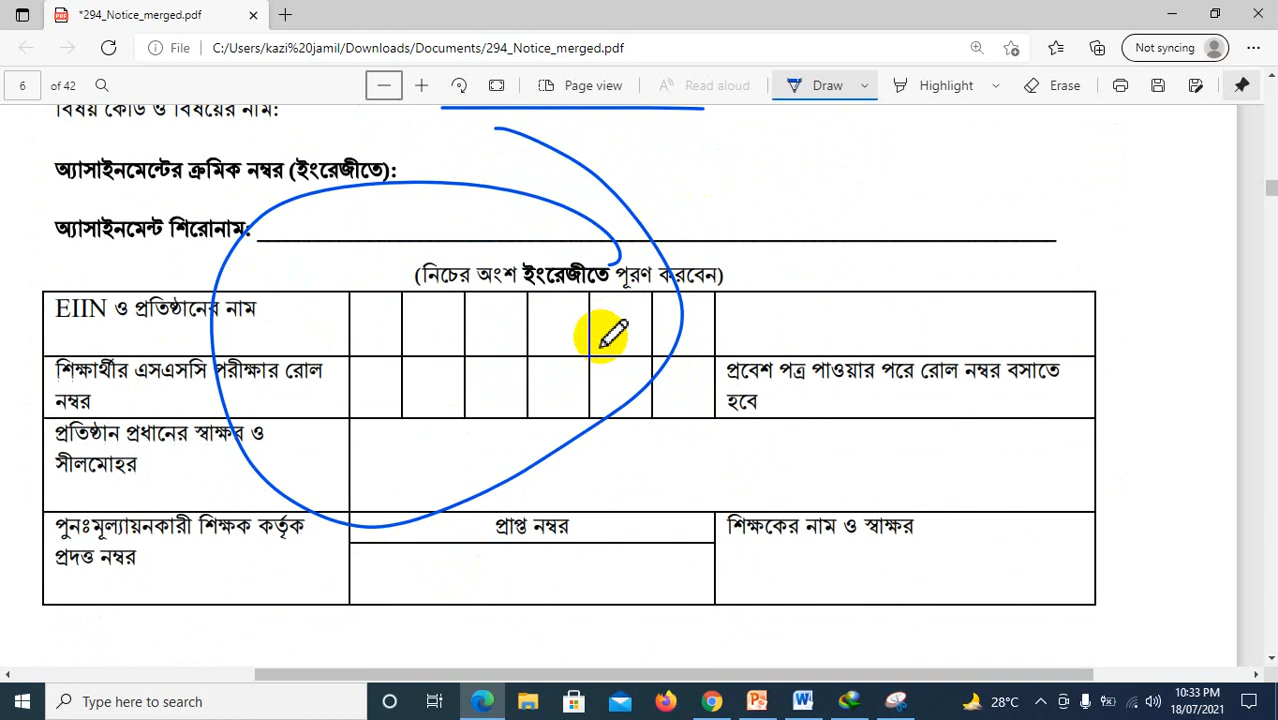 *294_Notice_merged.pdf
File C:/Users/kazi%20jamil/Downloads/Documents/294_Notice_merged.pdf
Not syncing
6 of 42
Page view
Read aloud
Draw
Highlight
Erase
বিষয় কোড ও বিষয়ের নাম:
অ্যাসাইনমেন্টের ক্রমিক নম্বর (ইংরেজীতে):
অ্যাসাইনমেন্ট শিরোনাম:
(নিচের অংশ ইংরেজীতে পূরণ করবেন)
EIIN ও প্রতিষ্ঠানের নাম
শিক্ষার্থীর এসএসসি পরীক্ষার রোল
নম্বর
প্রবেশ পত্র পাওয়ার পরে রোল নম্বর বসাতে
হবে
প্রতিষ্ঠান প্রধানের স্বাক্ষর ও
সীলমোহর
পুনঃমূল্যায়নকারী শিক্ষক কর্তৃক
প্রদত্ত নম্বর
প্রাপ্ত নম্বর
শিক্ষকের নাম ও স্বাক্ষর
Type here to search
28°C
10:33 PM
18/07/2021